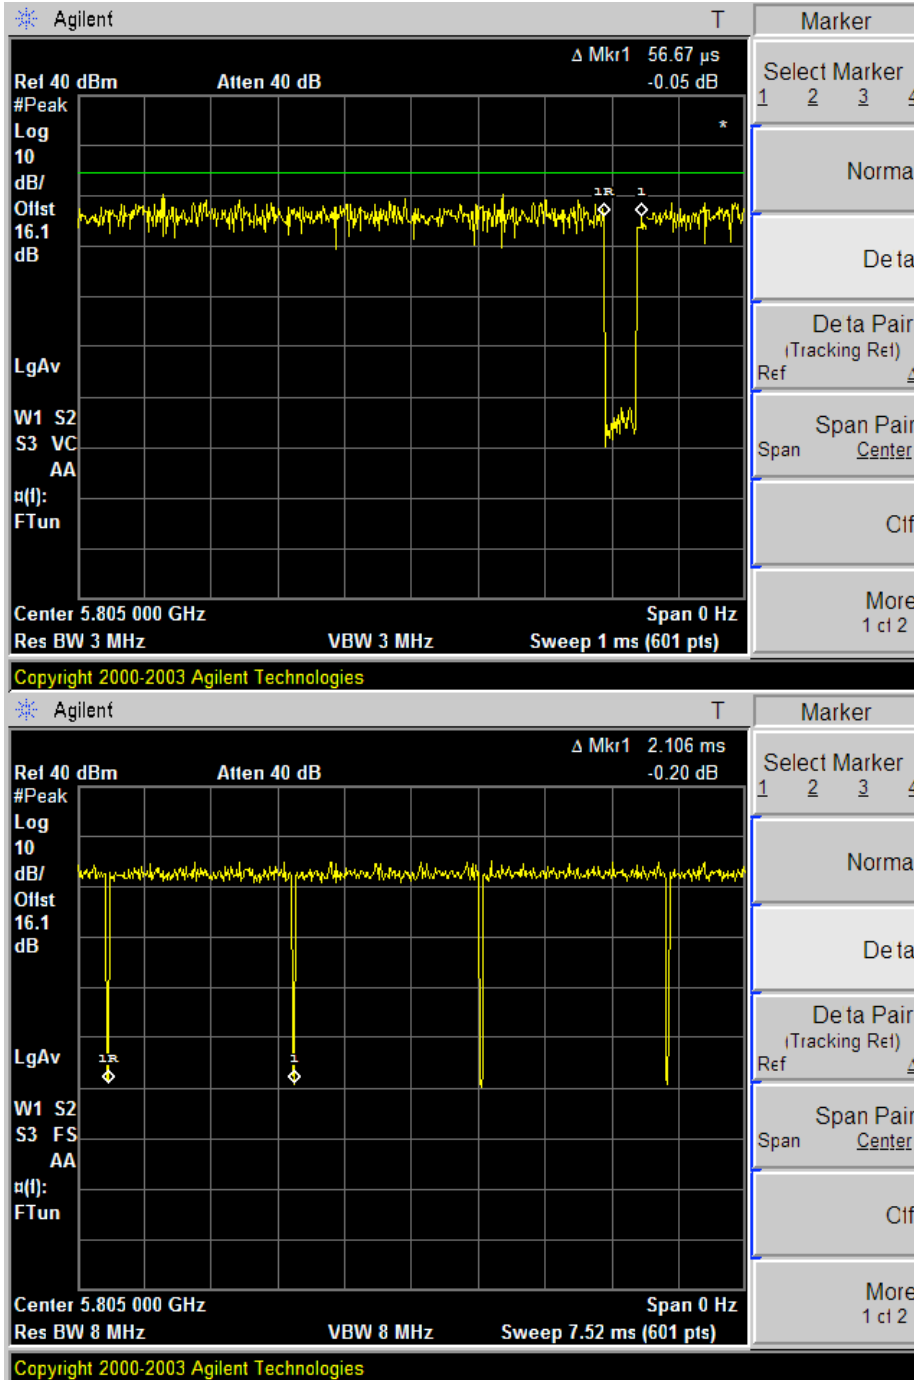 Agilent T
Marker
Δ Mkr1 56.67 µs
Ref 40 dBm Atten 40 dB -0.05 dB
#Peak
Log
10
dB/
Offst
16.1
dB
*
1R 1
LgAv
W1 S2
S3 VC
AA
¤(f):
FTun
Center 5.805 000 GHz Span 0 Hz
Res BW 3 MHz VBW 3 MHz Sweep 1 ms (601 pts)
Copyright 2000-2003 Agilent Technologies
Select Marker
1 2 3 4
Norma
De ta
De ta Pair
(Tracking Ref)
Ref Δ
Span Pair
Span Center
Off
More
1 of 2
Agilent T
Marker
Δ Mkr1 2.106 ms
Ref 40 dBm Atten 40 dB -0.20 dB
#Peak
Log
10
dB/
Offst
16.1
dB
1R 1
LgAv
W1 S2
S3 FS
AA
¤(f):
FTun
Center 5.805 000 GHz Span 0 Hz
Res BW 8 MHz VBW 8 MHz Sweep 7.52 ms (601 pts)
Copyright 2000-2003 Agilent Technologies
Select Marker
1 2 3 4
Norma
De ta
De ta Pair
(Tracking Ref)
Ref Δ
Span Pair
Span Center
Off
More
1 of 2